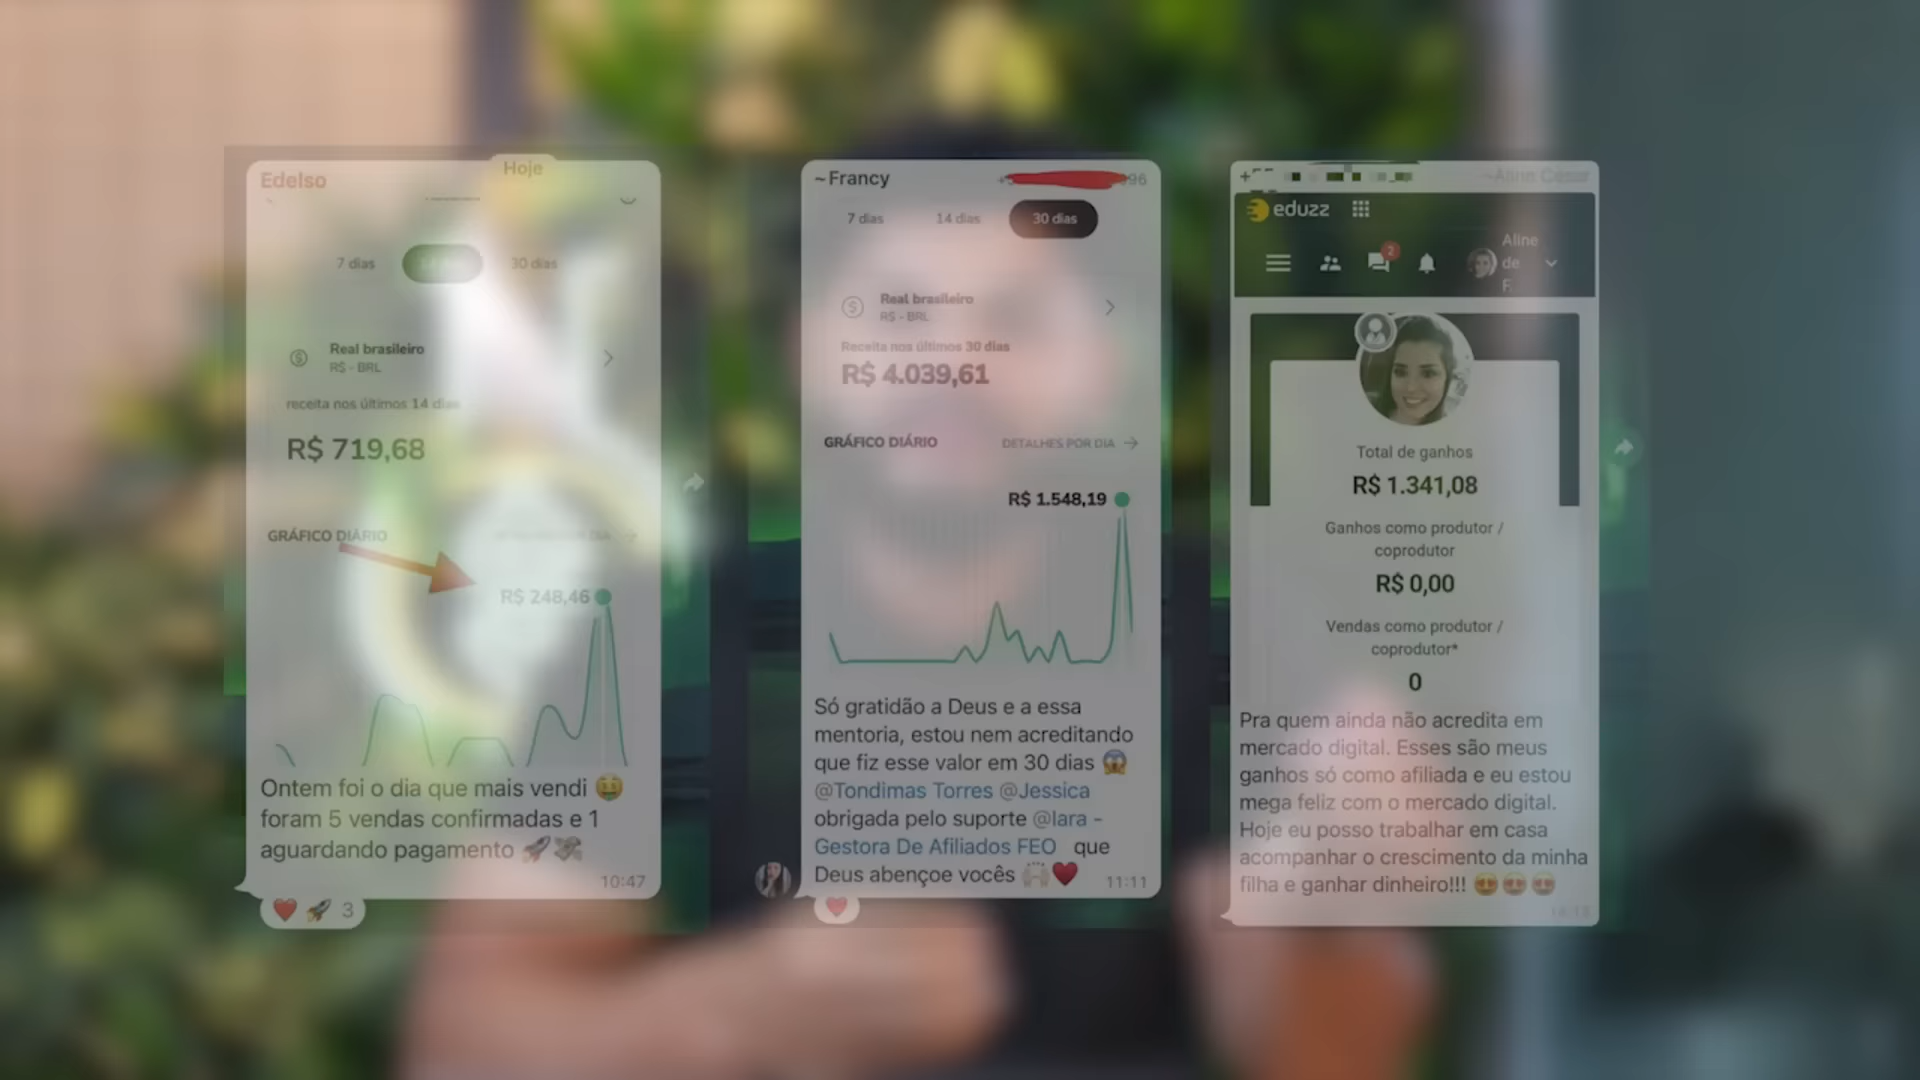 Edelso
Hoje
7 dias
30 dias
Real brasileiro
R$ - BRL
receita nos últimos 14 dias
R$ 719,68
GRÁFICO DIÁRIO
R$ 248,46
Ontem foi o dia que mais vendi 🤑
foram 5 vendas confirmadas e 1
aguardando pagamento 🚀💸
10:47
❤️ 🚀 3
~Francy
96
7 dias
14 dias
30 dias
Real brasileiro
R$ - BRL
Receita nos últimos 30 dias
R$ 4.039,61
GRÁFICO DIÁRIO
DETALHES POR DIA →
R$ 1.548,19
Só gratidão a Deus e a essa
mentoria, estou nem acreditando
que fiz esse valor em 30 dias 😱
@Tondimas Torres @Jessica
obrigada pelo suporte @Iara -
Gestora De Afiliados FEO que
Deus abençoe vocês 🙌🏻❤️
11:11
eduzz
2
Aline
de
F.
Total de ganhos
R$ 1.341,08
Ganhos como produtor /
coprodutor
R$ 0,00
Vendas como produtor /
coprodutor*
0
Pra quem ainda não acredita em
mercado digital. Esses são meus
ganhos só como afiliada e eu estou
mega feliz com o mercado digital.
Hoje eu posso trabalhar em casa
acompanhar o crescimento da minha
filha e ganhar dinheiro!!! 😍😍😍